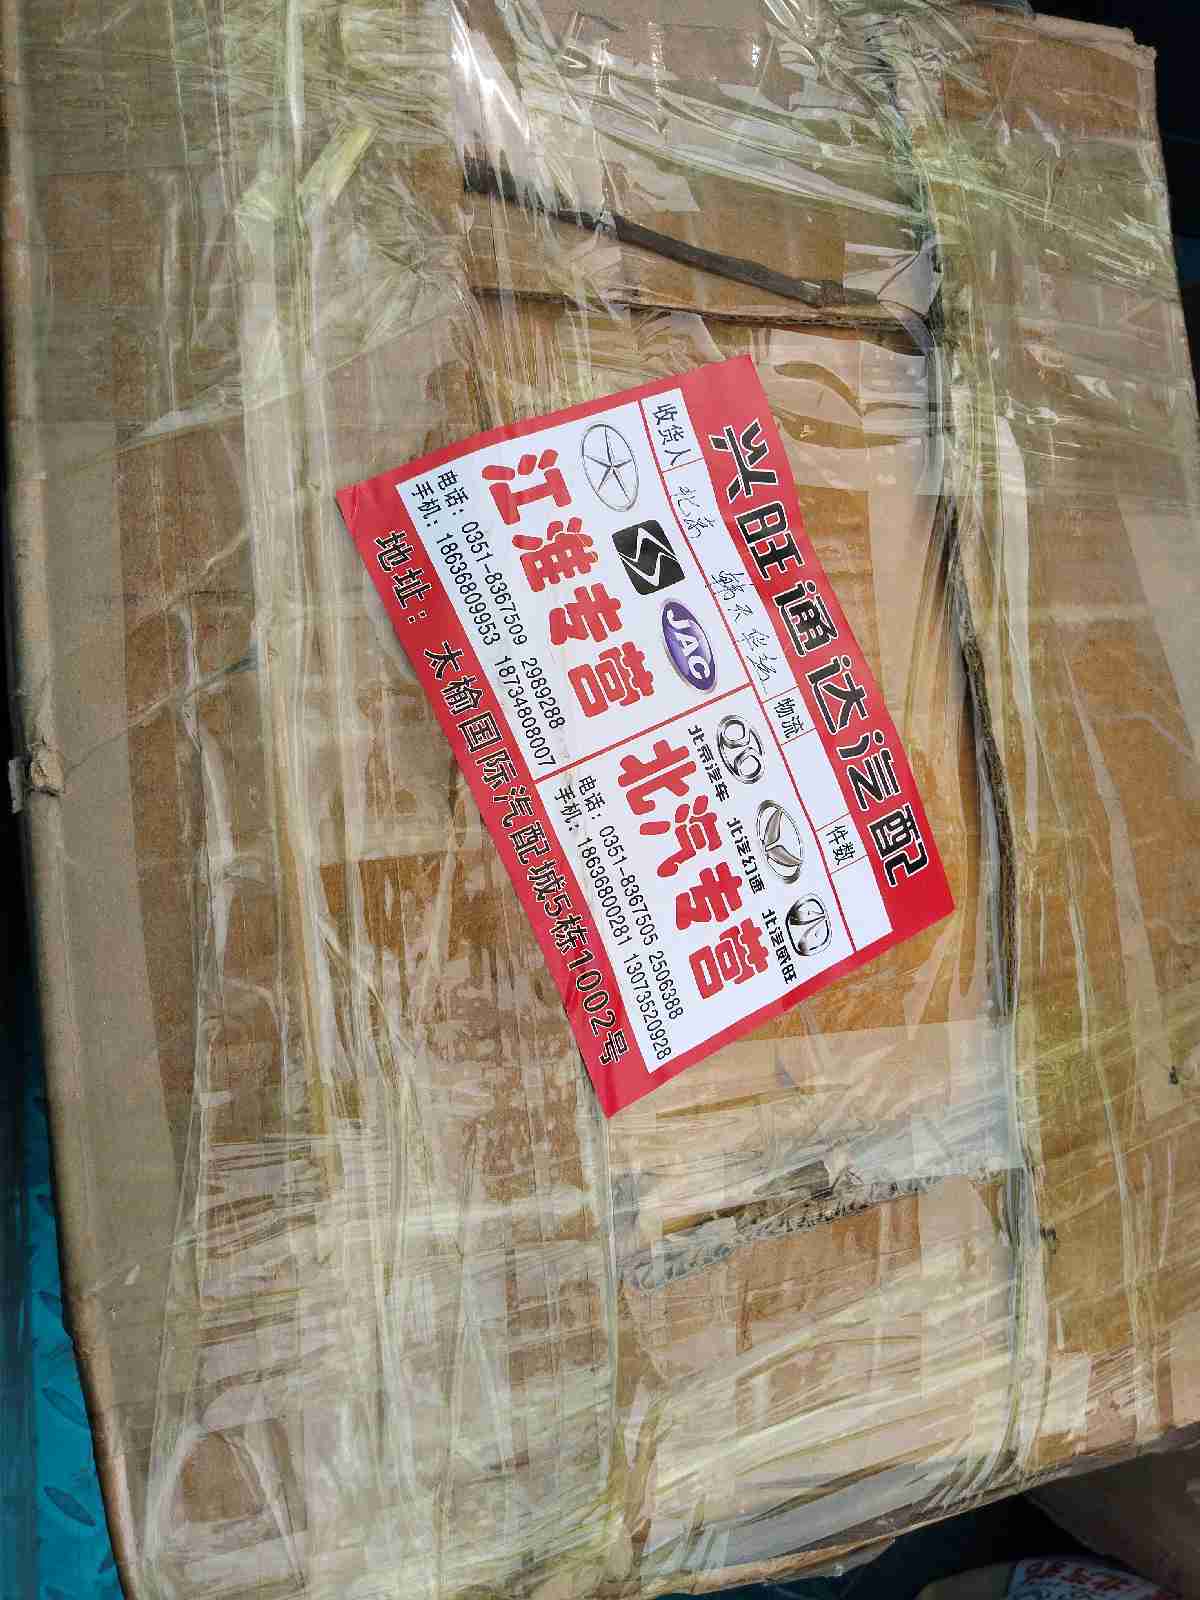 兴旺通达汽配
收货人 北京 物流 件数
JAC
江淮专营
电话：0351-8367509 2989288
手机：18636809953 18734808007
北京汽车 北汽幻速 北汽威旺
北汽专营
电话：0351-8367505 2506388
手机：18636800281 13073520928
地址：太榆国际汽配城5栋1002号